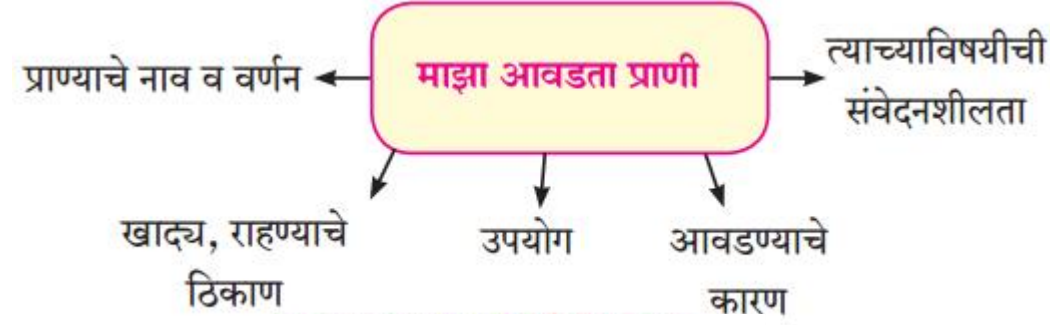 माझा आवडता प्राणी
प्राण्याचे नाव व वर्णन
त्याच्याविषयीची
संवेदनशीलता
खाद्य, राहण्याचे
ठिकाण
उपयोग
आवडण्याचे
कारण